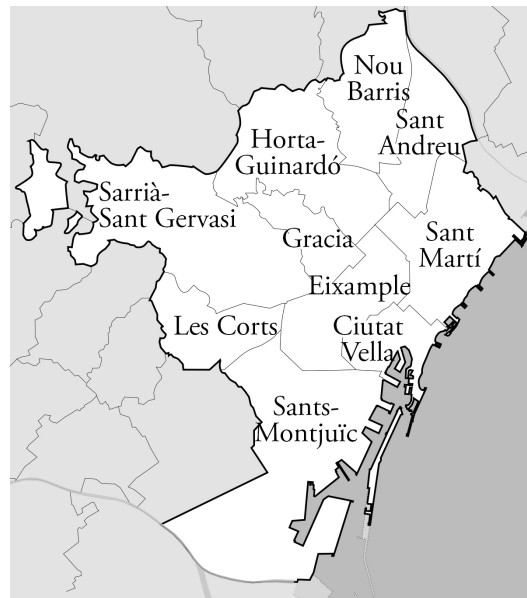 Nou
Barris
Sant
Andreu
Horta-
Guinardó
Sarrià-
Sant Gervasi
Gracia
Sant
Martí
Eixample
Les Corts
Ciutat
Vella
Sants-
Montjuïc